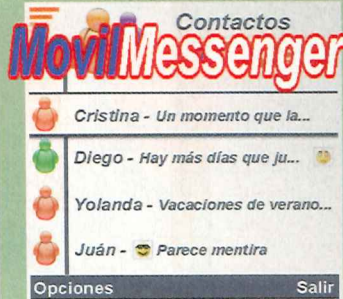 Contactos
MovilMessenger
Cristina - Un momento que la...
Diego - Hay más días que ju...
Yolanda - Vacaciones de verano...
Juán - Parece mentira
Opciones Salir